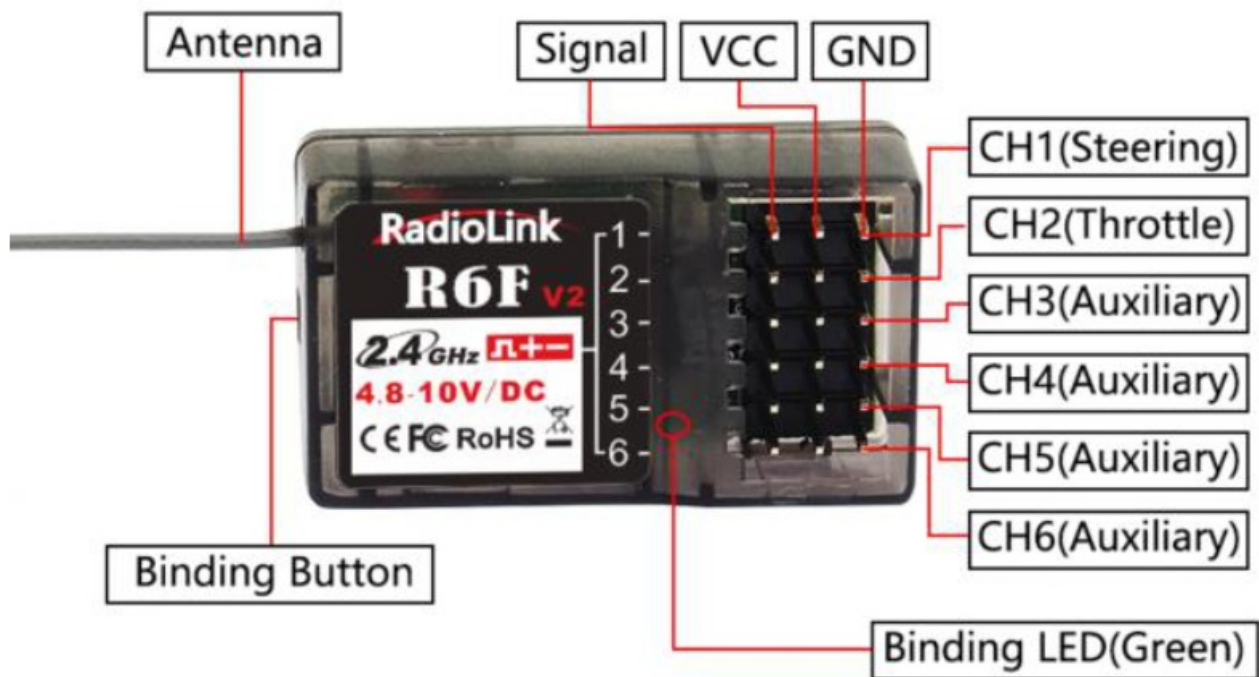 Antenna
Signal
VCC
GND
CH1(Steering)
CH2(Throttle)
CH3(Auxiliary)
CH4(Auxiliary)
CH5(Auxiliary)
CH6(Auxiliary)
RadioLink
R6F V2
2.4GHz + −
4.8-10V/DC
CE FC RoHS
1
2
3
4
5
6
Binding Button
Binding LED(Green)